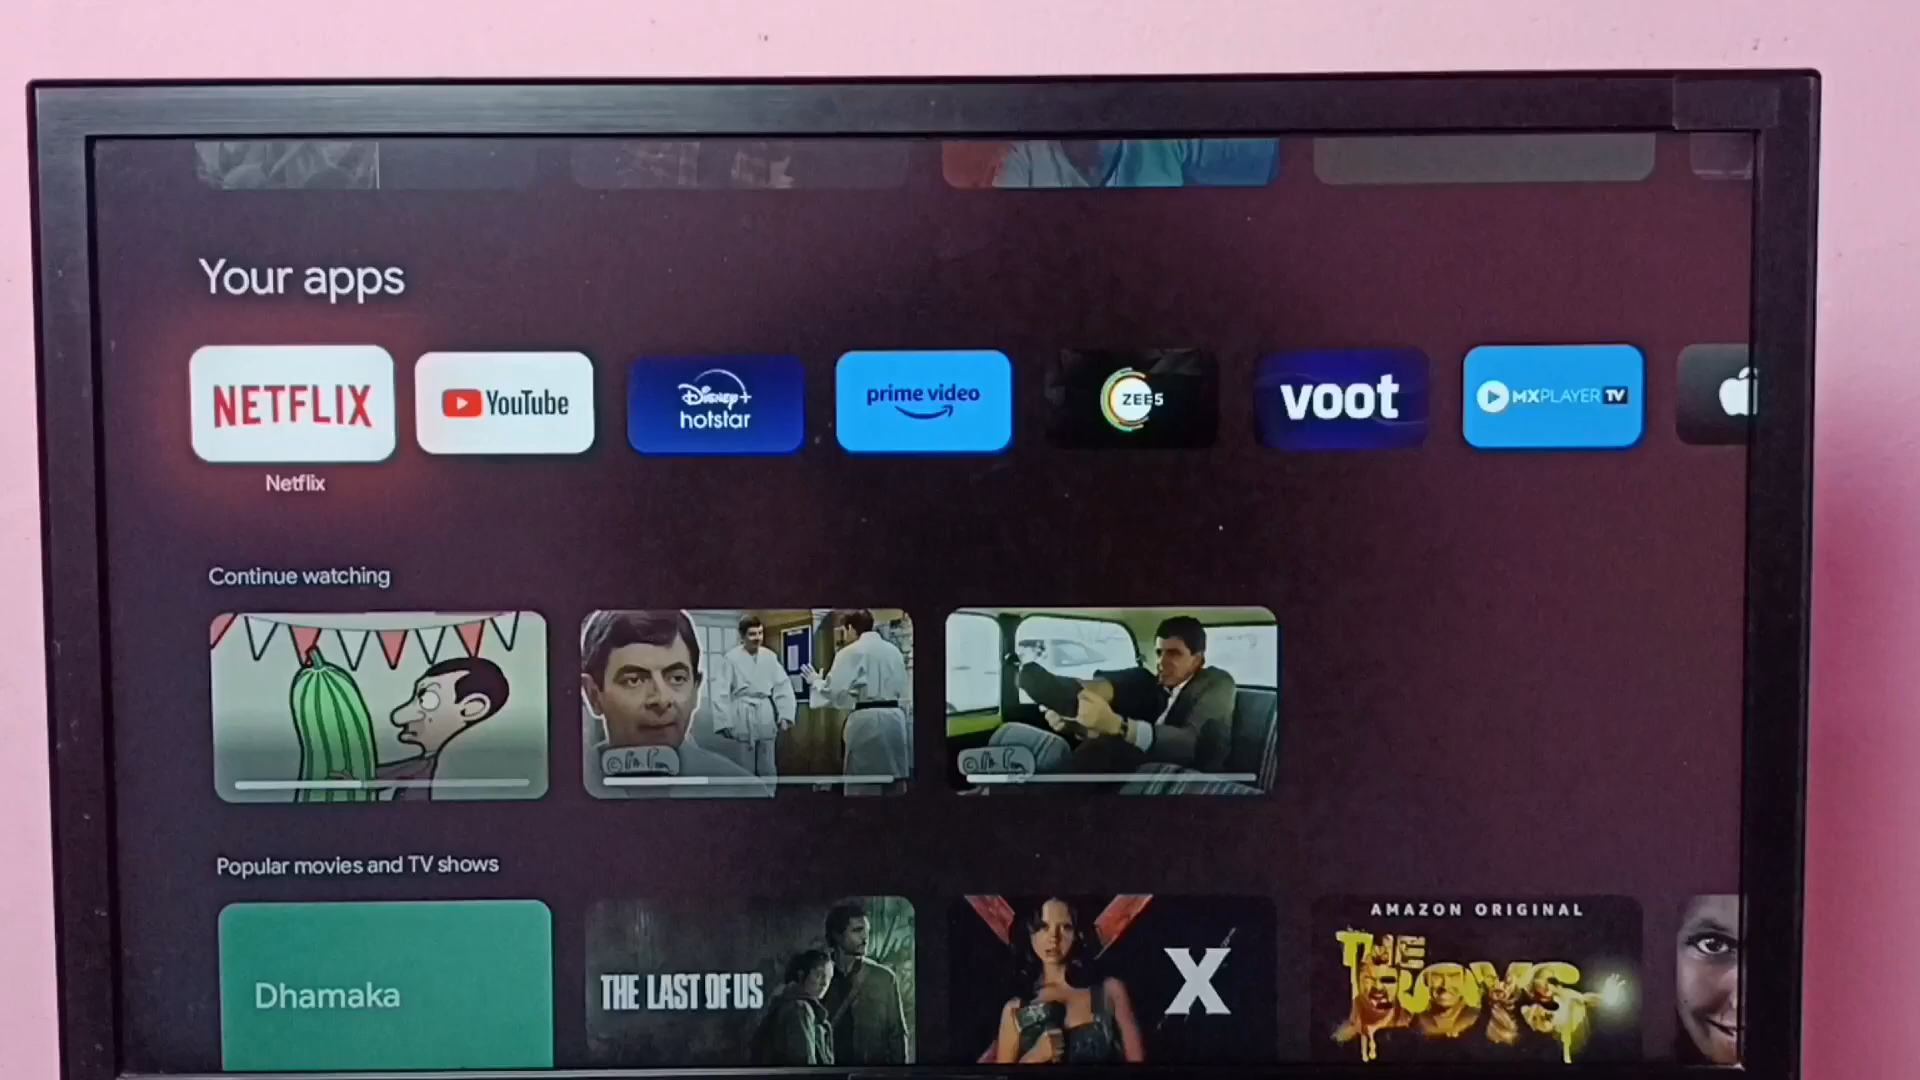 Your apps
NETFLIX
YouTube
Disney+
hotstar
prime video
ZEE5
voot
MXPLAYER TV
Netflix
Continue watching
Popular movies and TV shows
Dhamaka
THE LAST OF US
X
AMAZON ORIGINAL
THE
BOYS